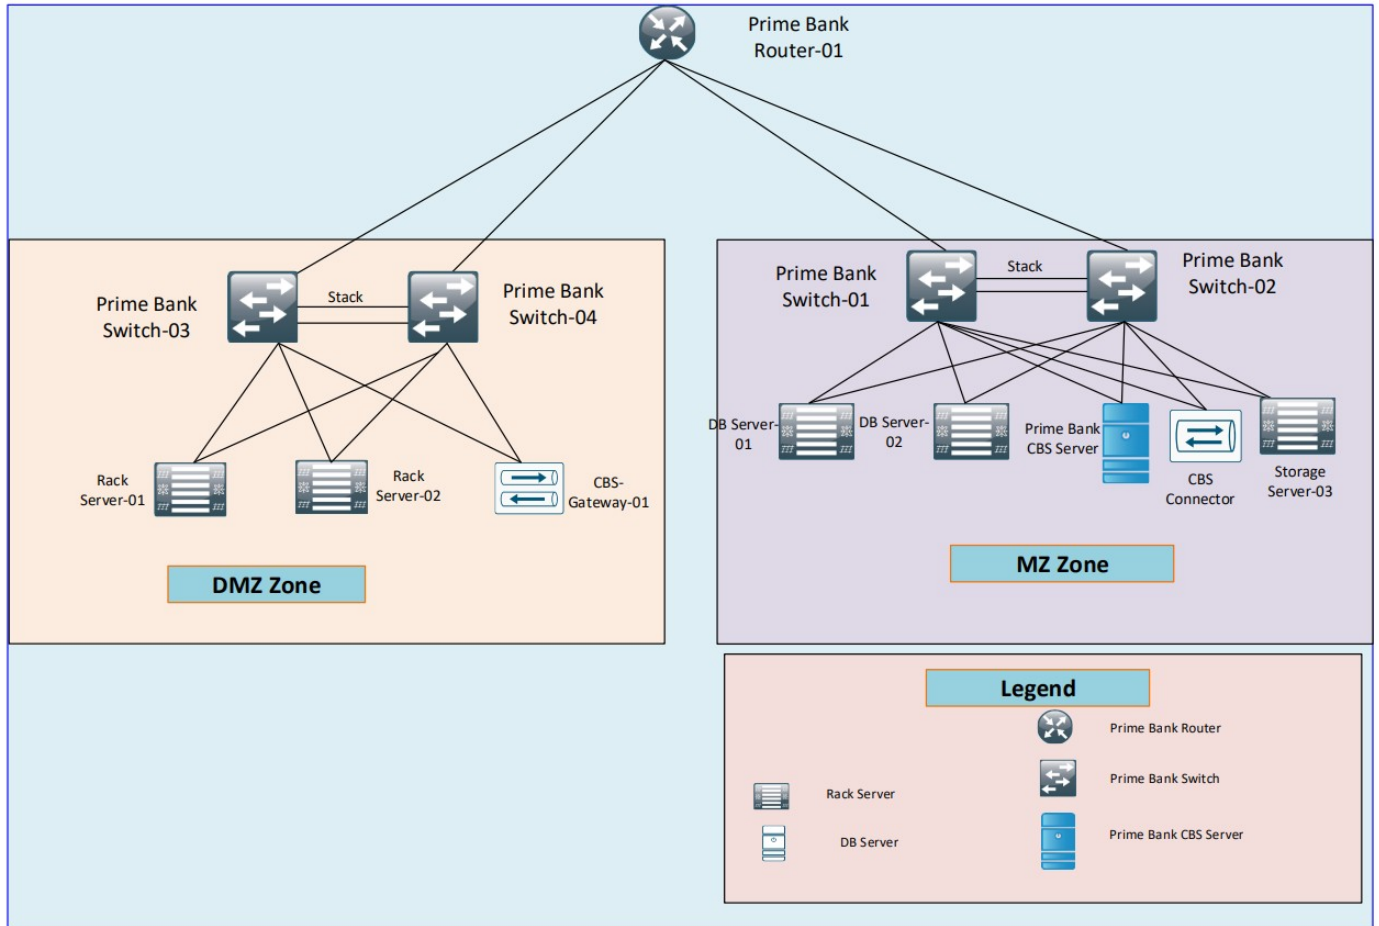 Prime Bank
Router-01
Prime Bank
Switch-03
Stack
Prime Bank
Switch-04
Rack
Server-01
Rack
Server-02
CBS-
Gateway-01
DMZ Zone
Prime Bank
Switch-01
Stack
Prime Bank
Switch-02
DB Server-
01
DB Server-
02
Prime Bank
CBS Server
CBS
Connector
Storage
Server-03
MZ Zone
Legend
Prime Bank Router
Prime Bank Switch
Rack Server
DB Server
Prime Bank CBS Server